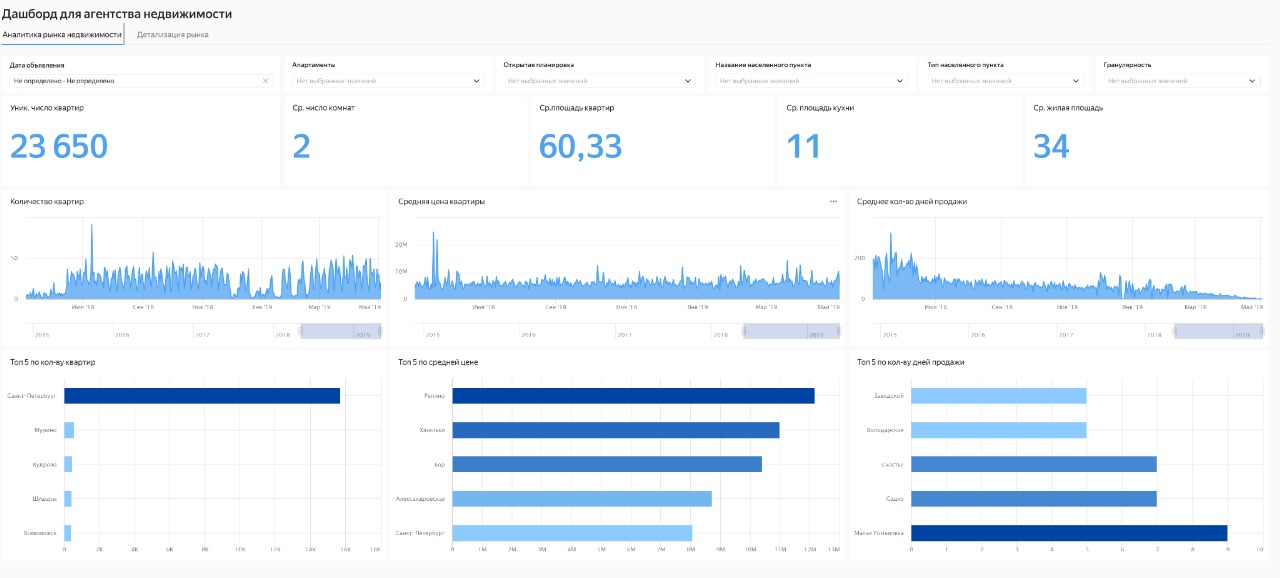 Дашборд для агентства недвижимости
Аналитика рынка недвижимости Детализация рынка
Дата объявления Апартаменты Открытая планировка Название населенного пункта Тип населенного пункта Гранулярность
Не определено - Не определено Нет выбранных значений Нет выбранных значений Нет выбранных значений Нет выбранных значений Нет выбранных значений
Уник. число квартир Ср. число комнат Ср.площадь квартир Ср. площадь кухни Ср. жилая площадь
23 650 2 60,33 11 34
Количество квартир
50
0
Июл '18 Сен '18 Ноя '18 Янв '19 Мар '19 Май '19
2015 2016 2017 2018 2019
Средняя цена квартиры
20M
10M
0
Июл '18 Сен '18 Ноя '18 Янв '19 Мар '19 Май '19
2015 2016 2017 2018 2019
Среднее кол-во дней продажи
200
0
Июл '18 Сен '18 Ноя '18 Янв '19 Мар '19 Май '19
2015 2016 2017 2018 2019
Топ 5 по кол-ву квартир
Санкт-Петербург
Мурино
Кудрово
Шушары
Всеволожск
0 2K 4K 6K 8K 10K 12K 14K 16K 18K
Топ 5 по средней цене
Репино
Хязельки
Бор
Александровская
Санкт-Петербург
0 1M 2M 3M 4M 5M 6M 7M 8M 9M 10M 11M 12M 13M
Топ 5 по кол-ву дней продажи
Заводской
Володарское
Счастье
Садко
Малая Романовка
0 1 2 3 4 5 6 7 8 9 10